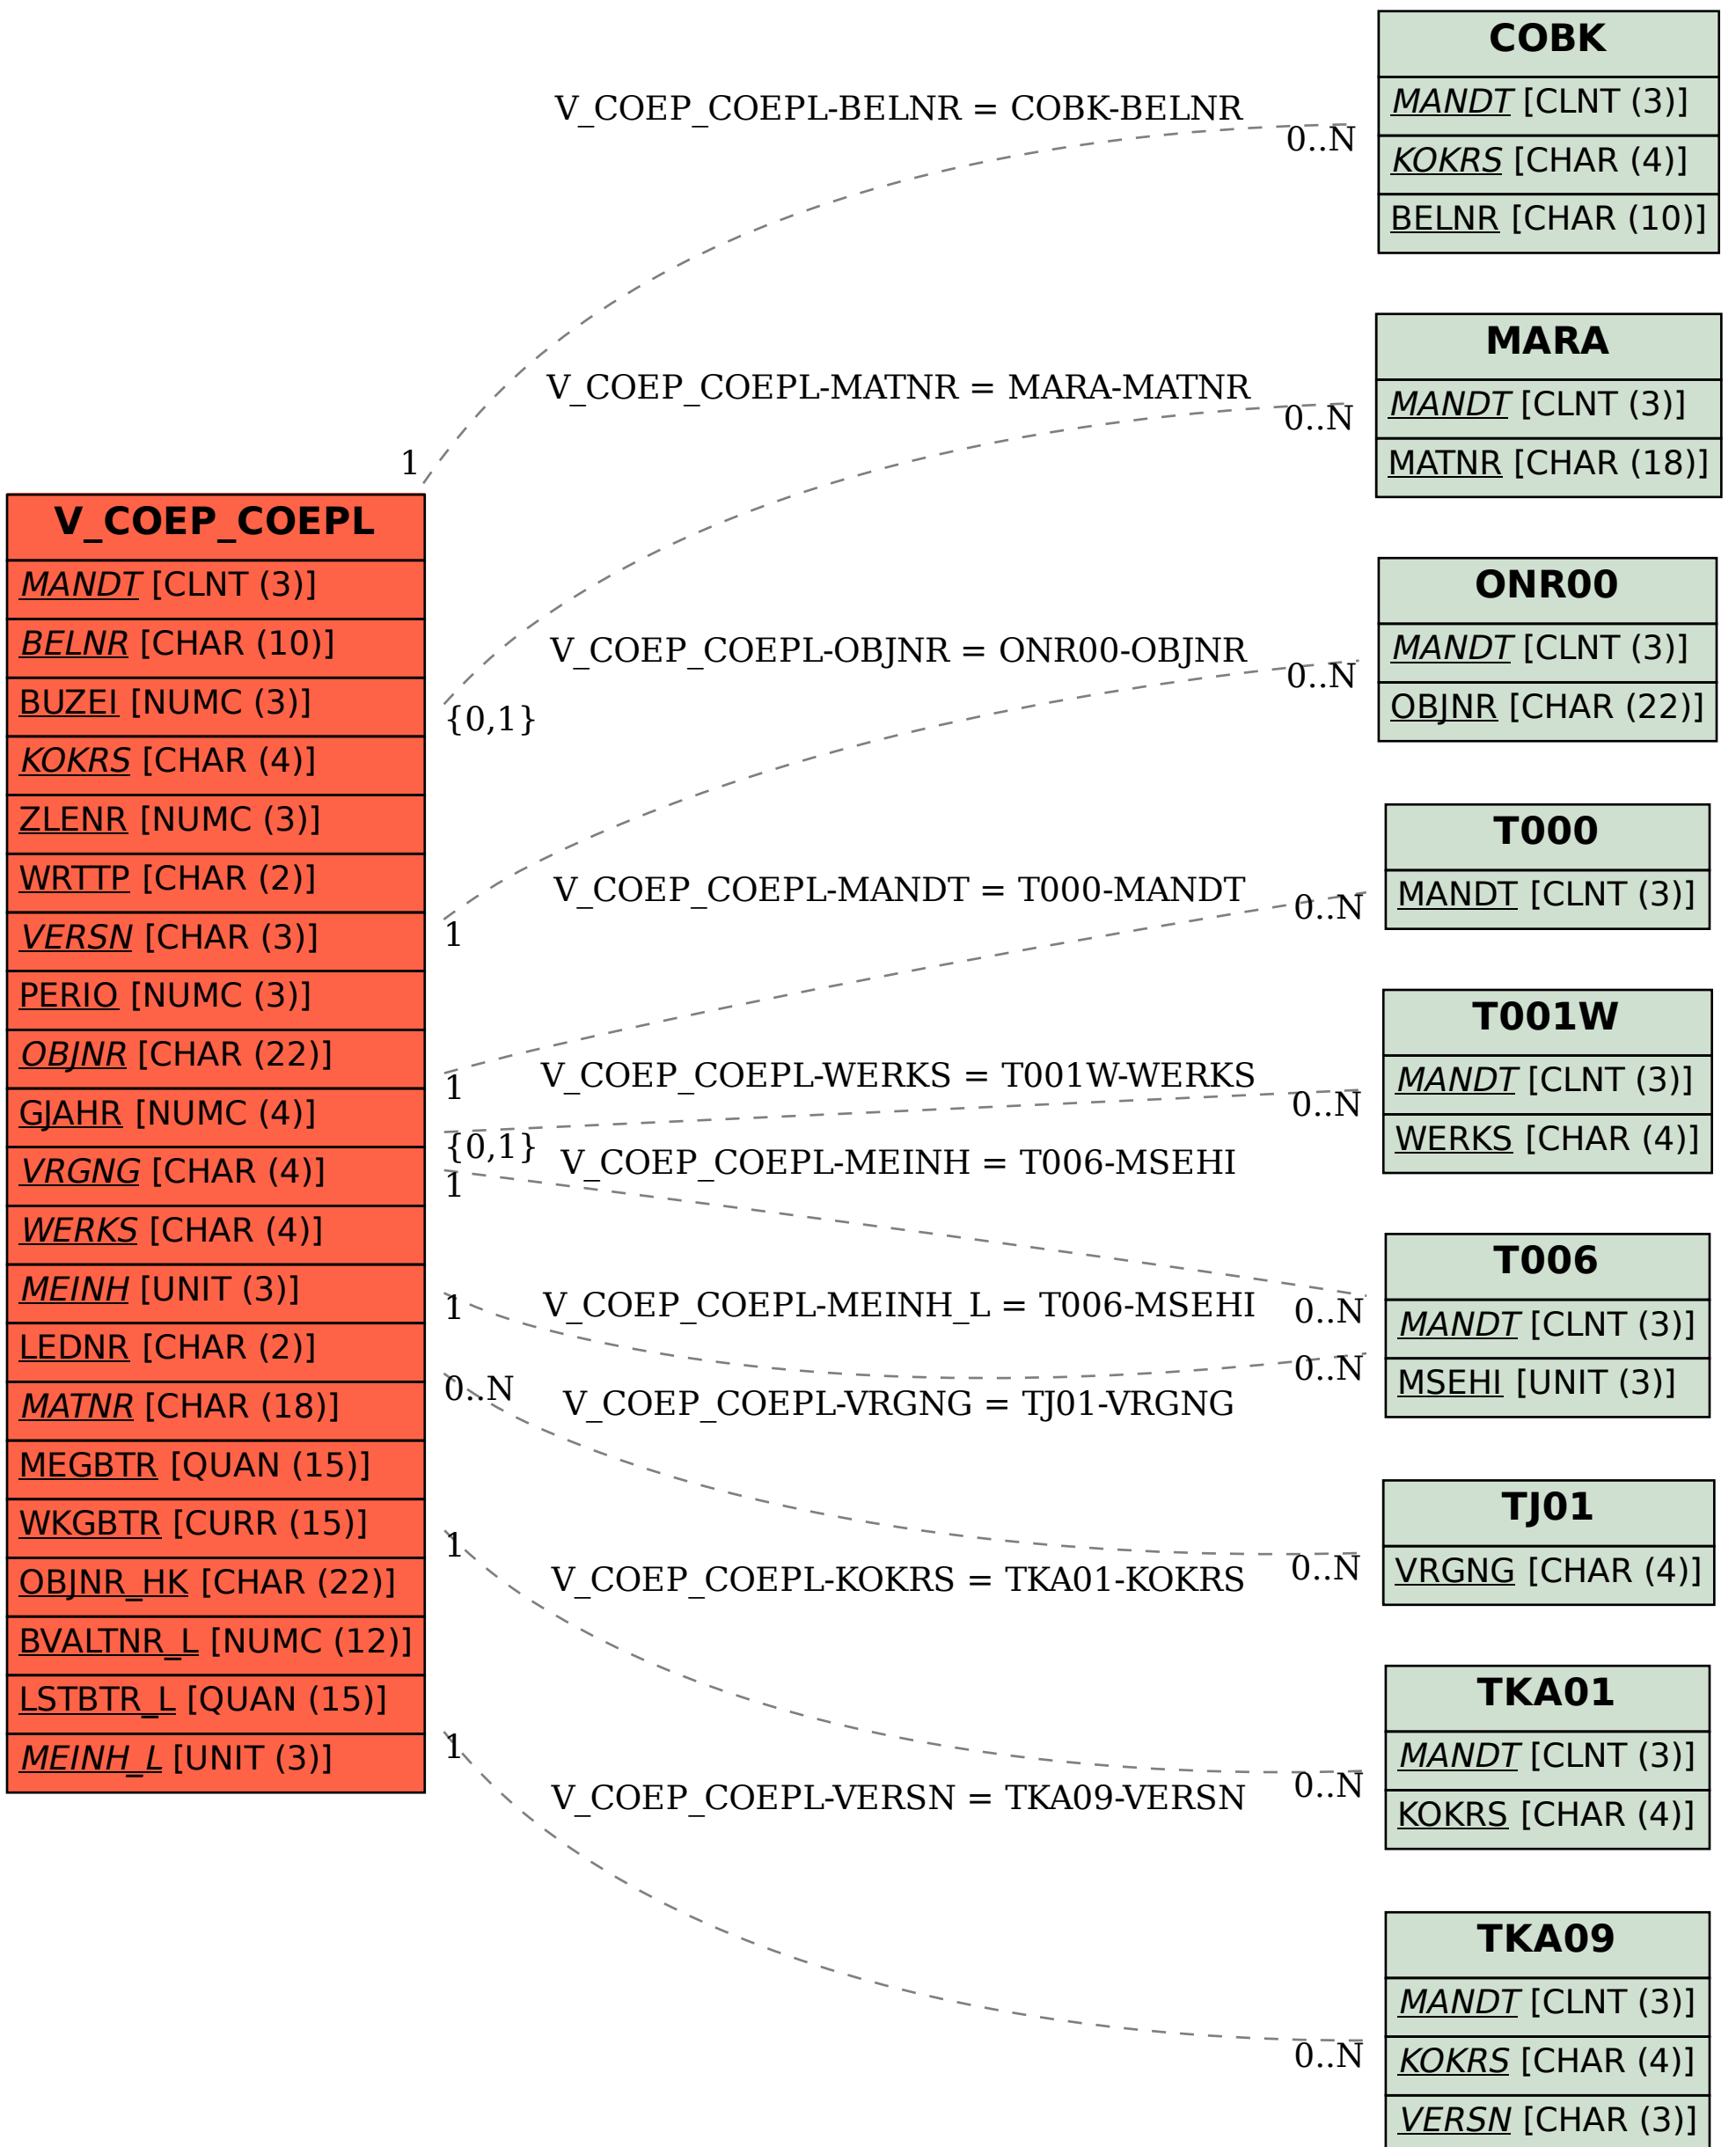 V_COEP_COEPL
MANDT [CLNT (3)]
BELNR [CHAR (10)]
BUZEI [NUMC (3)]
KOKRS [CHAR (4)]
ZLENR [NUMC (3)]
WRTTP [CHAR (2)]
VERSN [CHAR (3)]
PERIO [NUMC (3)]
OBJNR [CHAR (22)]
GJAHR [NUMC (4)]
VRGNG [CHAR (4)]
WERKS [CHAR (4)]
MEINH [UNIT (3)]
LEDNR [CHAR (2)]
MATNR [CHAR (18)]
MEGBTR [QUAN (15)]
WKGBTR [CURR (15)]
OBJNR_HK [CHAR (22)]
BVALTNR_L [NUMC (12)]
LSTBTR_L [QUAN (15)]
MEINH_L [UNIT (3)]
V_COEP_COEPL-BELNR = COBK-BELNR
0..N
1
V_COEP_COEPL-MATNR = MARA-MATNR
0..N
{0,1}
V_COEP_COEPL-OBJNR = ONR00-OBJNR
0..N
1
V_COEP_COEPL-MANDT = T000-MANDT
0..N
1
V_COEP_COEPL-WERKS = T001W-WERKS
0..N
{0,1}
V_COEP_COEPL-MEINH = T006-MSEHI
1
0..N
V_COEP_COEPL-MEINH_L = T006-MSEHI
1
0..N
V_COEP_COEPL-VRGNG = TJ01-VRGNG
0..N
0..N
V_COEP_COEPL-KOKRS = TKA01-KOKRS
1
0..N
V_COEP_COEPL-VERSN = TKA09-VERSN
1
0..N
COBK
MANDT [CLNT (3)]
KOKRS [CHAR (4)]
BELNR [CHAR (10)]
MARA
MANDT [CLNT (3)]
MATNR [CHAR (18)]
ONR00
MANDT [CLNT (3)]
OBJNR [CHAR (22)]
T000
MANDT [CLNT (3)]
T001W
MANDT [CLNT (3)]
WERKS [CHAR (4)]
T006
MANDT [CLNT (3)]
MSEHI [UNIT (3)]
TJ01
VRGNG [CHAR (4)]
TKA01
MANDT [CLNT (3)]
KOKRS [CHAR (4)]
TKA09
MANDT [CLNT (3)]
KOKRS [CHAR (4)]
VERSN [CHAR (3)]